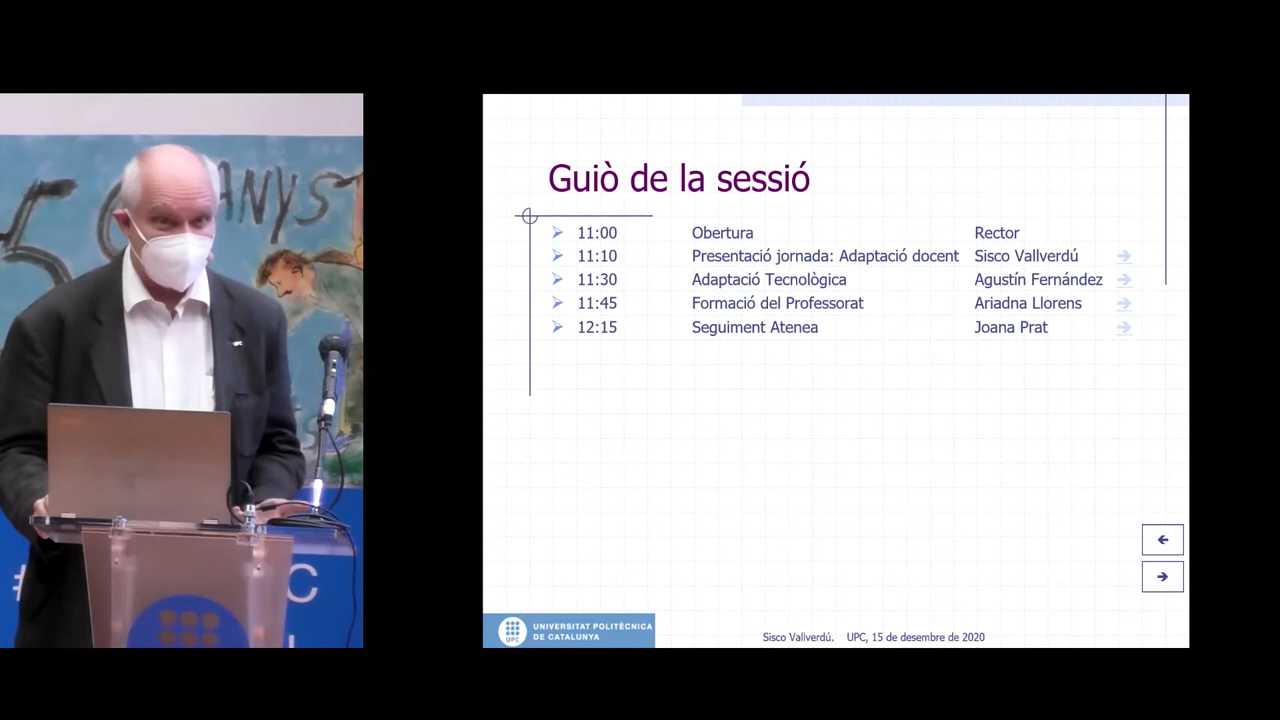 50 ANYS
Guiò de la sessió
11:00 Obertura Rector
11:10 Presentació jornada: Adaptació docent Sisco Vallverdú
11:30 Adaptació Tecnològica Agustín Fernández
11:45 Formació del Professorat Ariadna Llorens
12:15 Seguiment Atenea Joana Prat
UPC
UNIVERSITAT POLITÈCNICA
DE CATALUNYA
Sisco Vallverdú. UPC, 15 de desembre de 2020